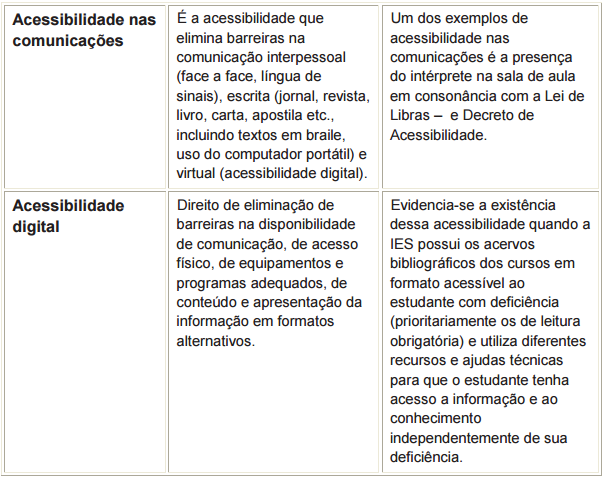 Acessibilidade nas
comunicações
É a acessibilidade que
elimina barreiras na
comunicação interpessoal
(face a face, língua de
sinais), escrita (jornal, revista,
livro, carta, apostila etc.,
incluindo textos em braile,
uso do computador portátil) e
virtual (acessibilidade digital).
Um dos exemplos de
acessibilidade nas
comunicações é a presença
do intérprete na sala de aula
em consonância com a Lei de
Libras – e Decreto de
Acessibilidade.
Acessibilidade
digital
Direito de eliminação de
barreiras na disponibilidade
de comunicação, de acesso
físico, de equipamentos e
programas adequados, de
conteúdo e apresentação da
informação em formatos
alternativos.
Evidencia-se a existência
dessa acessibilidade quando a
IES possui os acervos
bibliográficos dos cursos em
formato acessível ao
estudante com deficiência
(prioritariamente os de leitura
obrigatória) e utiliza diferentes
recursos e ajudas técnicas
para que o estudante tenha
acesso a informação e ao
conhecimento
independentemente de sua
deficiência.